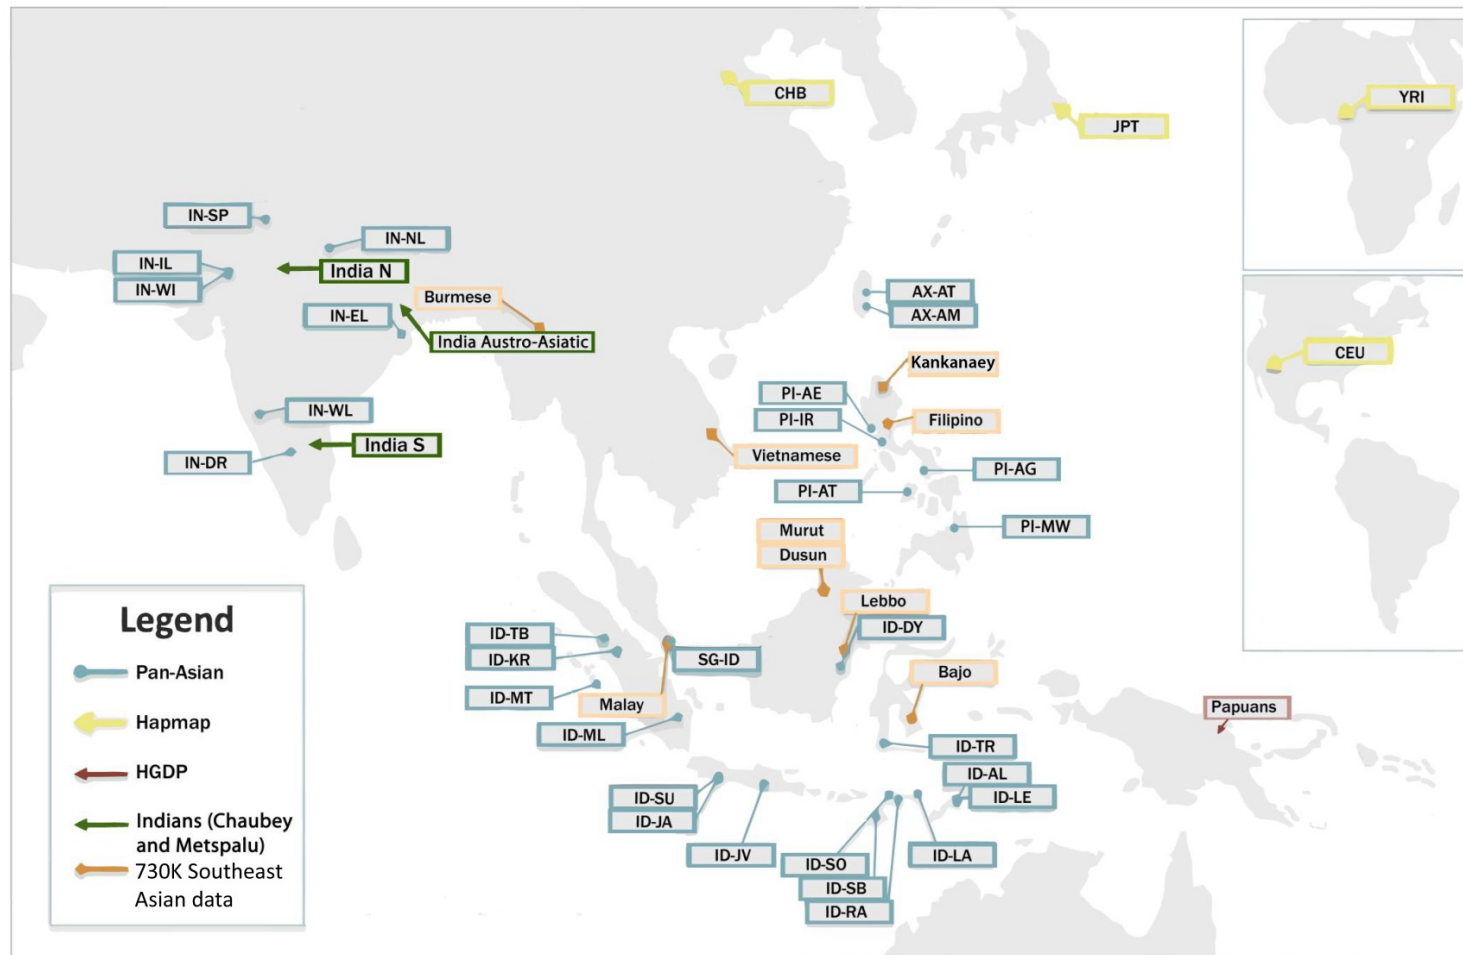 CHB
JPT
YRI
IN-SP
IN-NL
IN-IL
IN-WI
India N
Burmese
IN-EL
India Austro-Asiatic
AX-AT
AX-AM
CEU
Kankanaey
PI-AE
PI-IR
Filipino
IN-WL
India S
IN-DR
Vietnamese
PI-AG
PI-AT
PI-MW
Murut
Dusun
Lebbo
ID-DY
ID-TB
ID-KR
SG-ID
ID-MT
Malay
Bajo
ID-ML
Papuans
ID-TR
ID-AL
ID-LE
ID-SU
ID-JA
ID-JV
ID-SO
ID-LA
ID-SB
ID-RA
Legend
Pan-Asian
Hapmap
HGDP
Indians (Chaubey
and Metspalu)
730K Southeast
Asian data